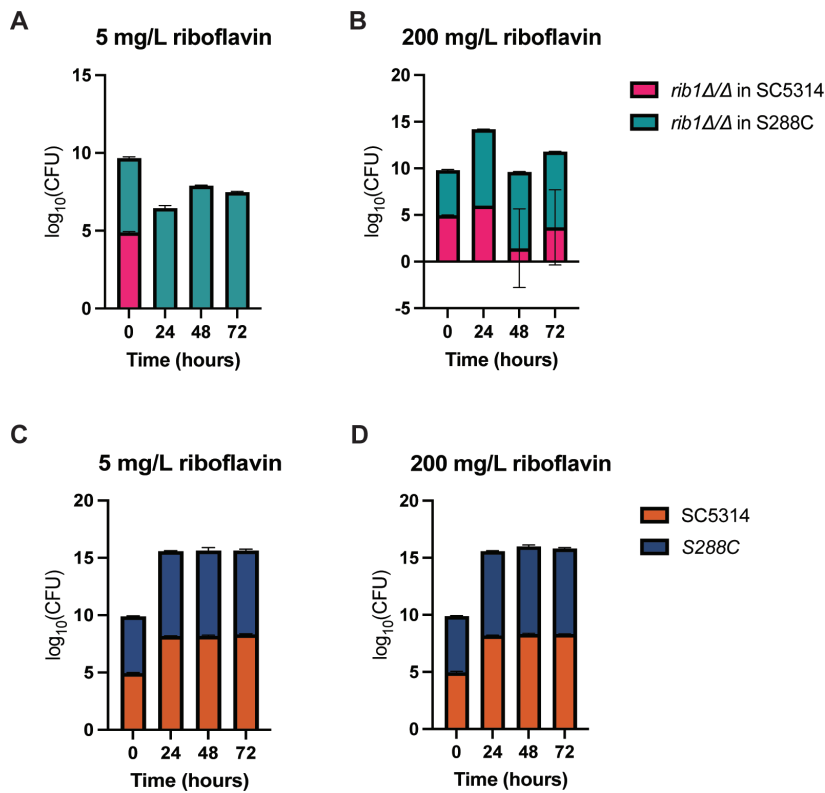 A
5 mg/L riboflavin
15
10
5
0
log10(CFU)
0 24 48 72
Time (hours)
B
200 mg/L riboflavin
20
15
10
5
0
-5
log10(CFU)
0 24 48 72
Time (hours)
rib1Δ/Δ in SC5314
rib1Δ/Δ in S288C
C
5 mg/L riboflavin
20
15
10
5
0
log10(CFU)
0 24 48 72
Time (hours)
D
200 mg/L riboflavin
20
15
10
5
0
log10(CFU)
0 24 48 72
Time (hours)
SC5314
S288C